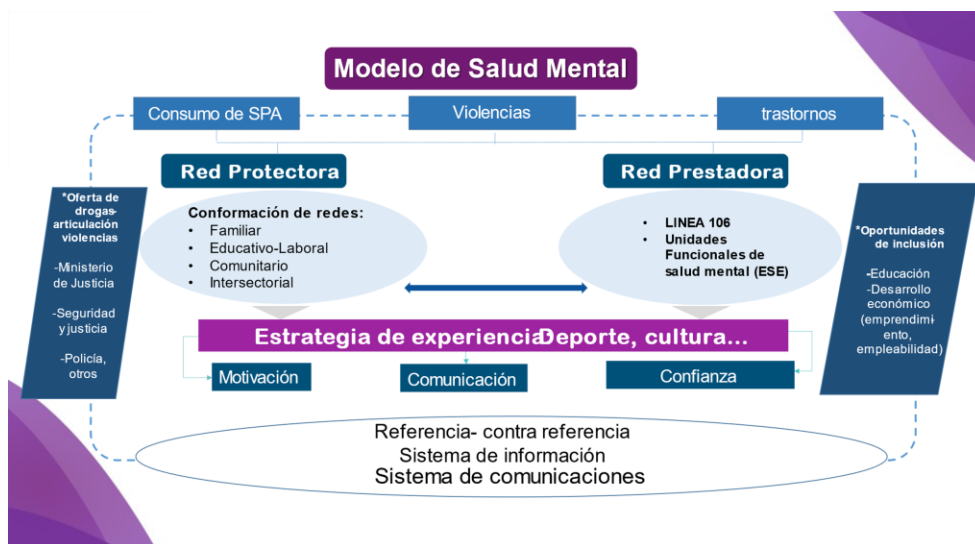 Modelo de Salud Mental
Consumo de SPA
Violencias
trastornos
Red Protectora
Red Prestadora
*Oferta de
drogas-
articulación
violencias
-Ministerio
de Justicia
-Seguridad
y justicia
-Policía,
otros
Conformación de redes:
• Familiar
• Educativo-Laboral
• Comunitario
• Intersectorial
• LINEA 106
• Unidades
Funcionales de
salud mental (ESE)
*Oportunidades
de inclusión
-Educación
-Desarrollo
económico
(emprendimi-
ento,
empleabilidad)
Estrategia de experiencia Deporte, cultura...
Motivación
Comunicación
Confianza
Referencia- contra referencia
Sistema de información
Sistema de comunicaciones